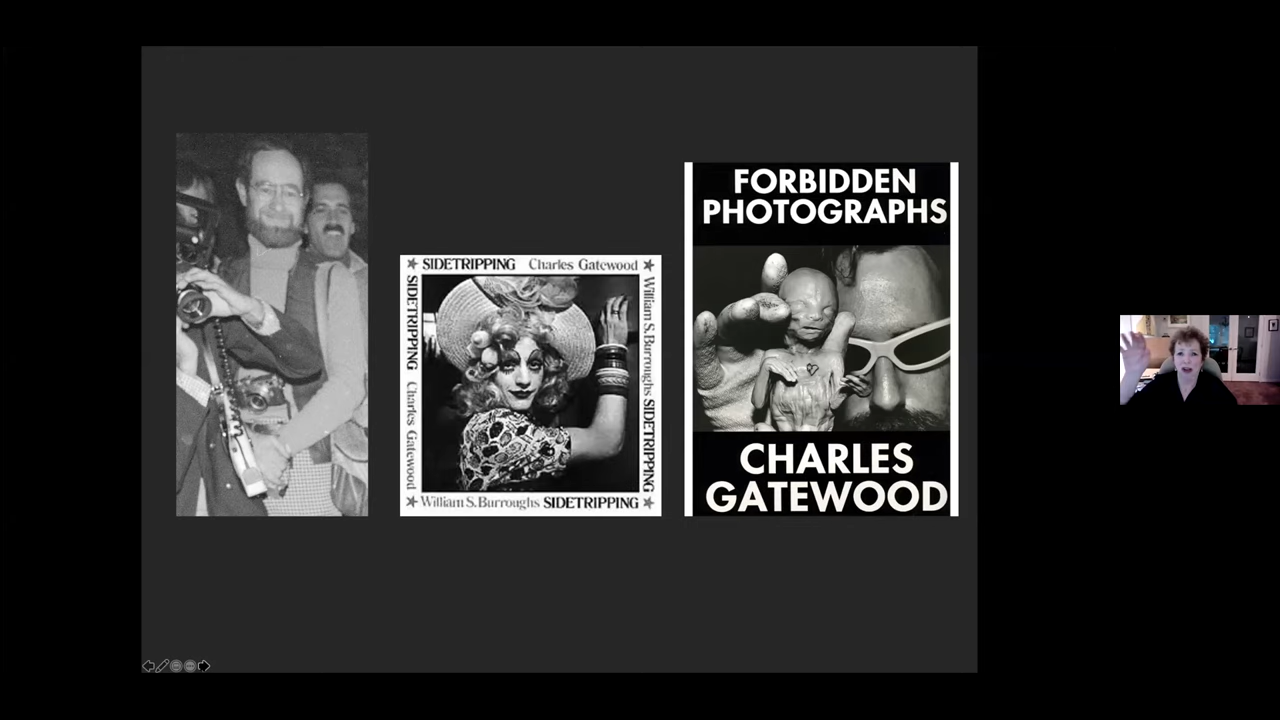 ★ SIDETRIPPING Charles Gatewood ★
William S. Burroughs SIDETRIPPING
SIDETRIPPING Charles Gatewood
★ William S. Burroughs SIDETRIPPING ★
FORBIDDEN
PHOTOGRAPHS
CHARLES
GATEWOOD